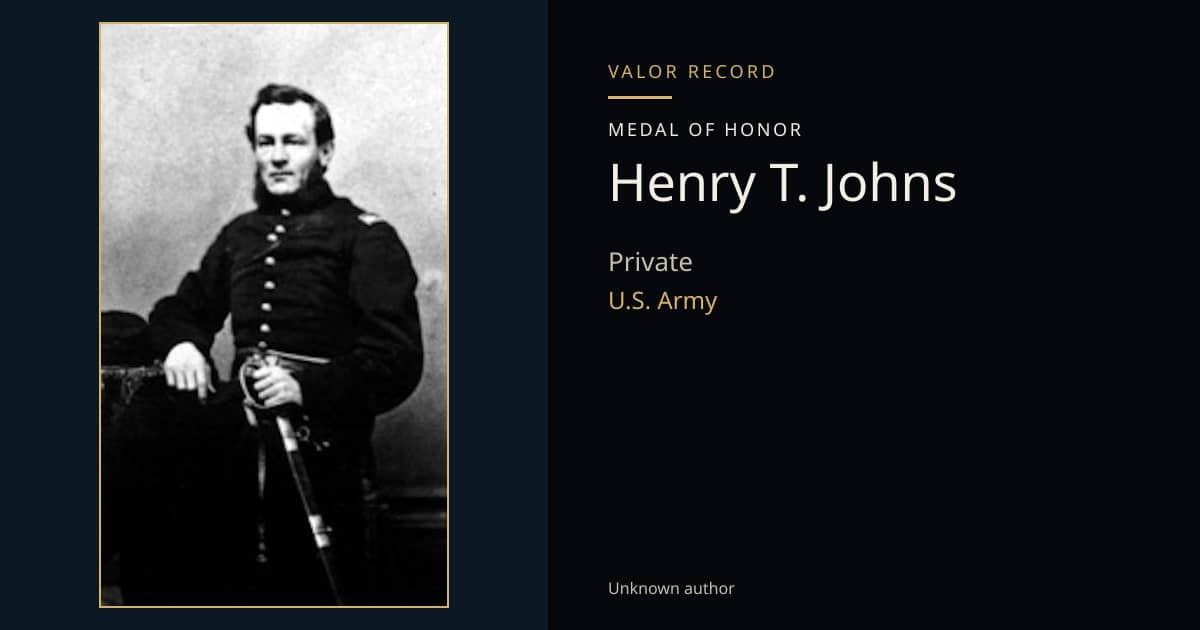 VALOR RECORD
MEDAL OF HONOR
Henry T. Johns
Private
U.S. Army
Unknown author